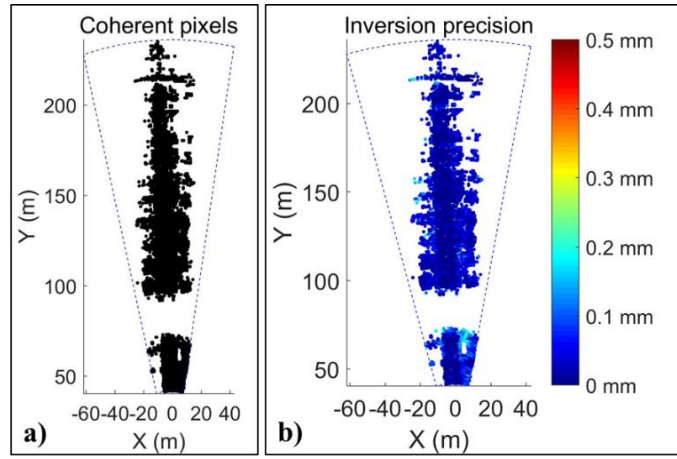 Coherent pixels
200
150
100
50
Y (m)
-60 -40 -20 0 20 40
X (m)
a)
Inversion precision
200
150
100
50
Y (m)
-60 -40 -20 0 20 40
X (m)
b)
0.5 mm
0.4 mm
0.3 mm
0.2 mm
0.1 mm
0 mm